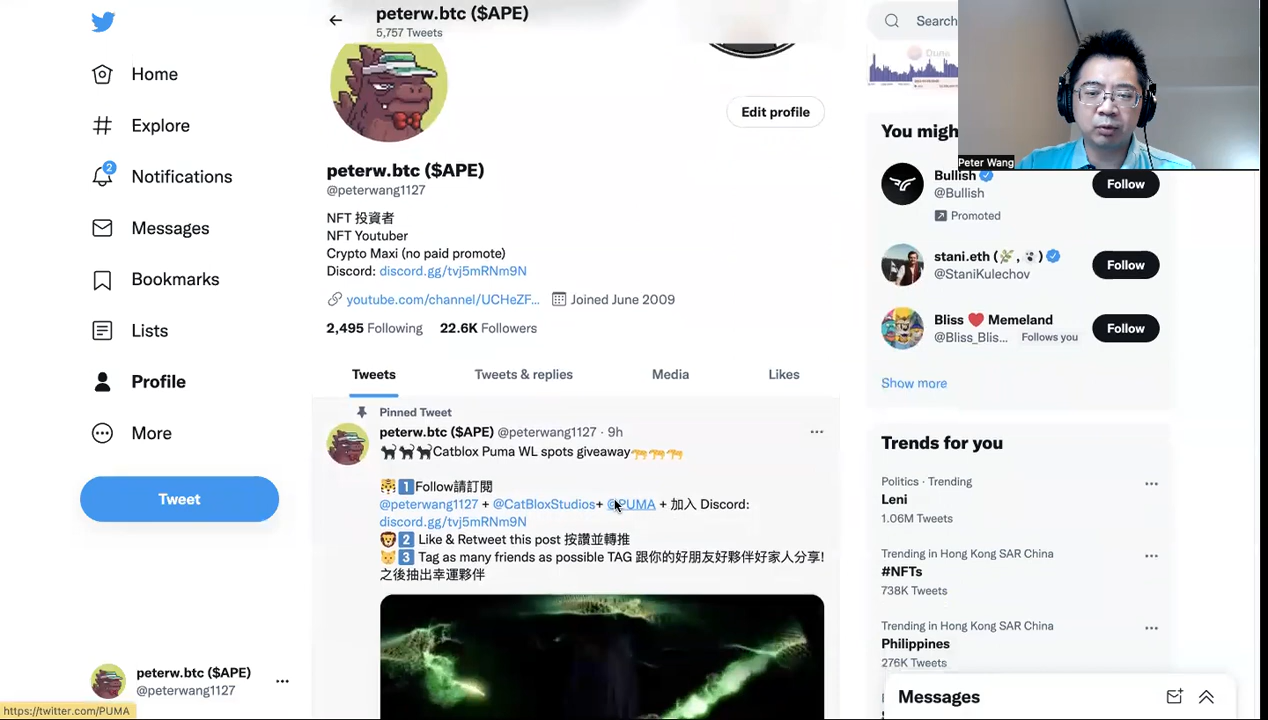 peterw.btc ($APE)
5,757 Tweets
Search
Dune
Home
Explore
2
Notifications
Messages
Bookmarks
Lists
Profile
More
Tweet
peterw.btc ($APE)
@peterwang1127
https://twitter.com/PUMA
Edit profile
peterw.btc ($APE)
@peterwang1127
NFT 投資者
NFT Youtuber
Crypto Maxi (no paid promote)
Discord: discord.gg/tvj5mRNm9N
youtube.com/channel/UCHeZF... Joined June 2009
2,495 Following 22.6K Followers
Tweets Tweets & replies Media Likes
Pinned Tweet
peterw.btc ($APE) @peterwang1127 · 9h
🐈‍⬛🐈‍⬛🐈‍⬛Catblox Puma WL spots giveaway🐆🐆🐆
🐯1️⃣Follow請訂閱
@peterwang1127 + @CatBloxStudios+ @PUMA + 加入 Discord:
discord.gg/tvj5mRNm9N
🦁2️⃣ Like & Retweet this post 按讚並轉推
🐱3️⃣ Tag as many friends as possible TAG 跟你的好朋友好夥伴好家人分享!
之後抽出幸運夥伴
Peter Wang
You migh
Bullish
@Bullish
Promoted
Follow
stani.eth (🌿,👻)
@StaniKulechov
Follow
Bliss ❤️ Memeland
@Bliss_Blis... Follows you
Follow
Show more
Trends for you
Politics · Trending
Leni
1.06M Tweets
Trending in Hong Kong SAR China
#NFTs
738K Tweets
Trending in Hong Kong SAR China
Philippines
276K Tweets
Messages